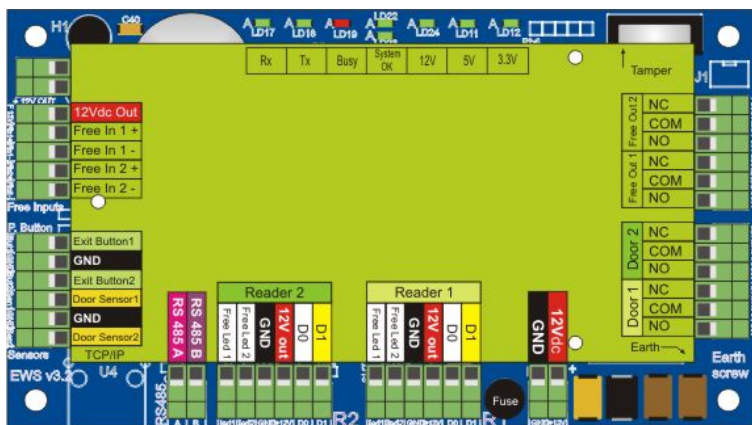 H1
C40
LD17
LD18
LD19
LD22
LD24
LD11
LD12
Rx
Tx
Busy
System OK
12V
5V
3.3V
Tamper
J1
12Vdc Out
Free In 1 +
Free In 1 -
Free In 2 +
Free In 2 -
Free Inputs
P. Button
Exit Button1
GND
Exit Button2
Door Sensor1
GND
Door Sensor2
Sensors
TCP/IP
EWS v3.2
U4
Free Out 2
NC
COM
NO
Free Out 1
NC
COM
NO
Door 2
NC
COM
NO
Door 1
NC
COM
NO
Earth
Earth screw
RS 485 A
RS 485 B
Reader 2
Free Led 1
Free Led 2
GND
12V out
D0
D1
Reader 1
Free Led 1
Free Led 2
GND
12V out
D0
D1
GND
12Vdc
RS485
A
B
R2
Fuse